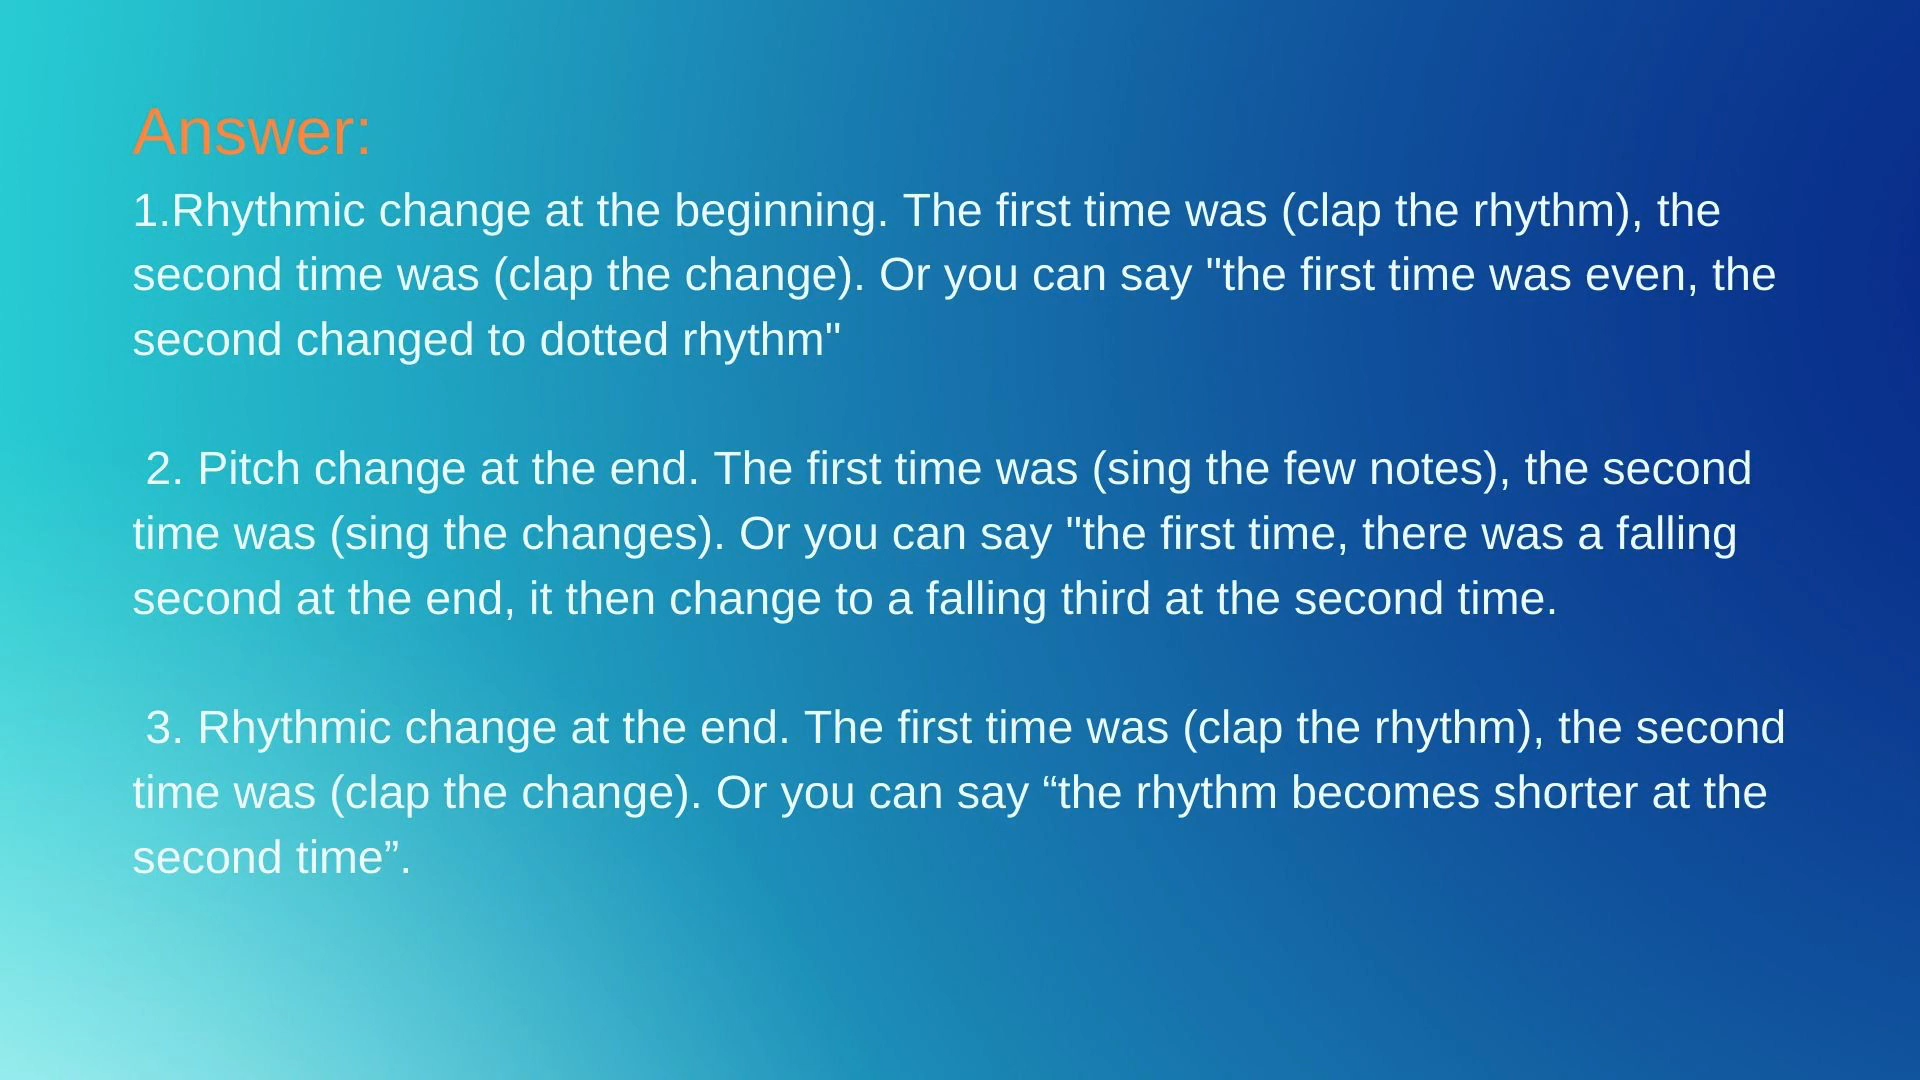 Answer:
1.Rhythmic change at the beginning. The first time was (clap the rhythm), the
second time was (clap the change). Or you can say "the first time was even, the
second changed to dotted rhythm"
2. Pitch change at the end. The first time was (sing the few notes), the second
time was (sing the changes). Or you can say "the first time, there was a falling
second at the end, it then change to a falling third at the second time.
3. Rhythmic change at the end. The first time was (clap the rhythm), the second
time was (clap the change). Or you can say “the rhythm becomes shorter at the
second time”.